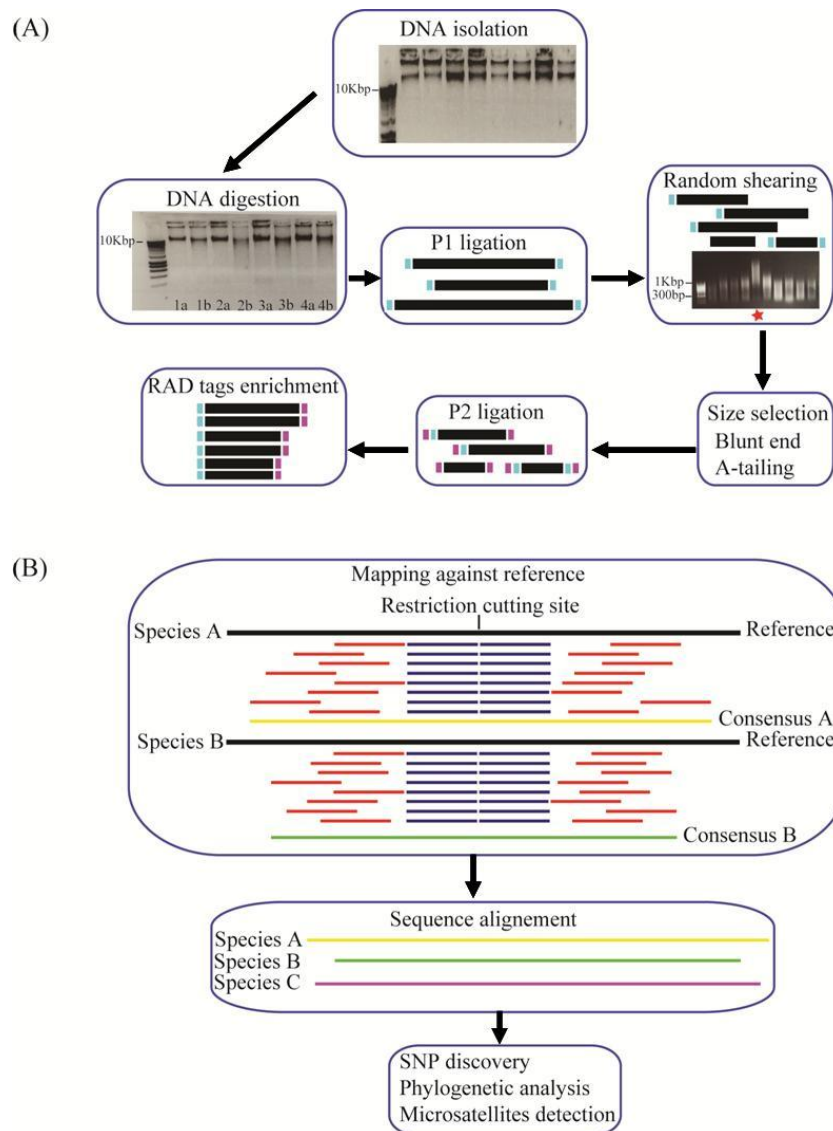 (A)
DNA isolation
10Kbp
DNA digestion
10Kbp
1a 1b 2a 2b 3a 3b 4a 4b
P1 ligation
Random shearing
1Kbp
300bp
Size selection
Blunt end
A-tailing
P2 ligation
RAD tags enrichment
(B)
Mapping against reference
Restriction cutting site
Species A
Reference
Consensus A
Species B
Reference
Consensus B
Sequence alignement
Species A
Species B
Species C
SNP discovery
Phylogenetic analysis
Microsatellites detection